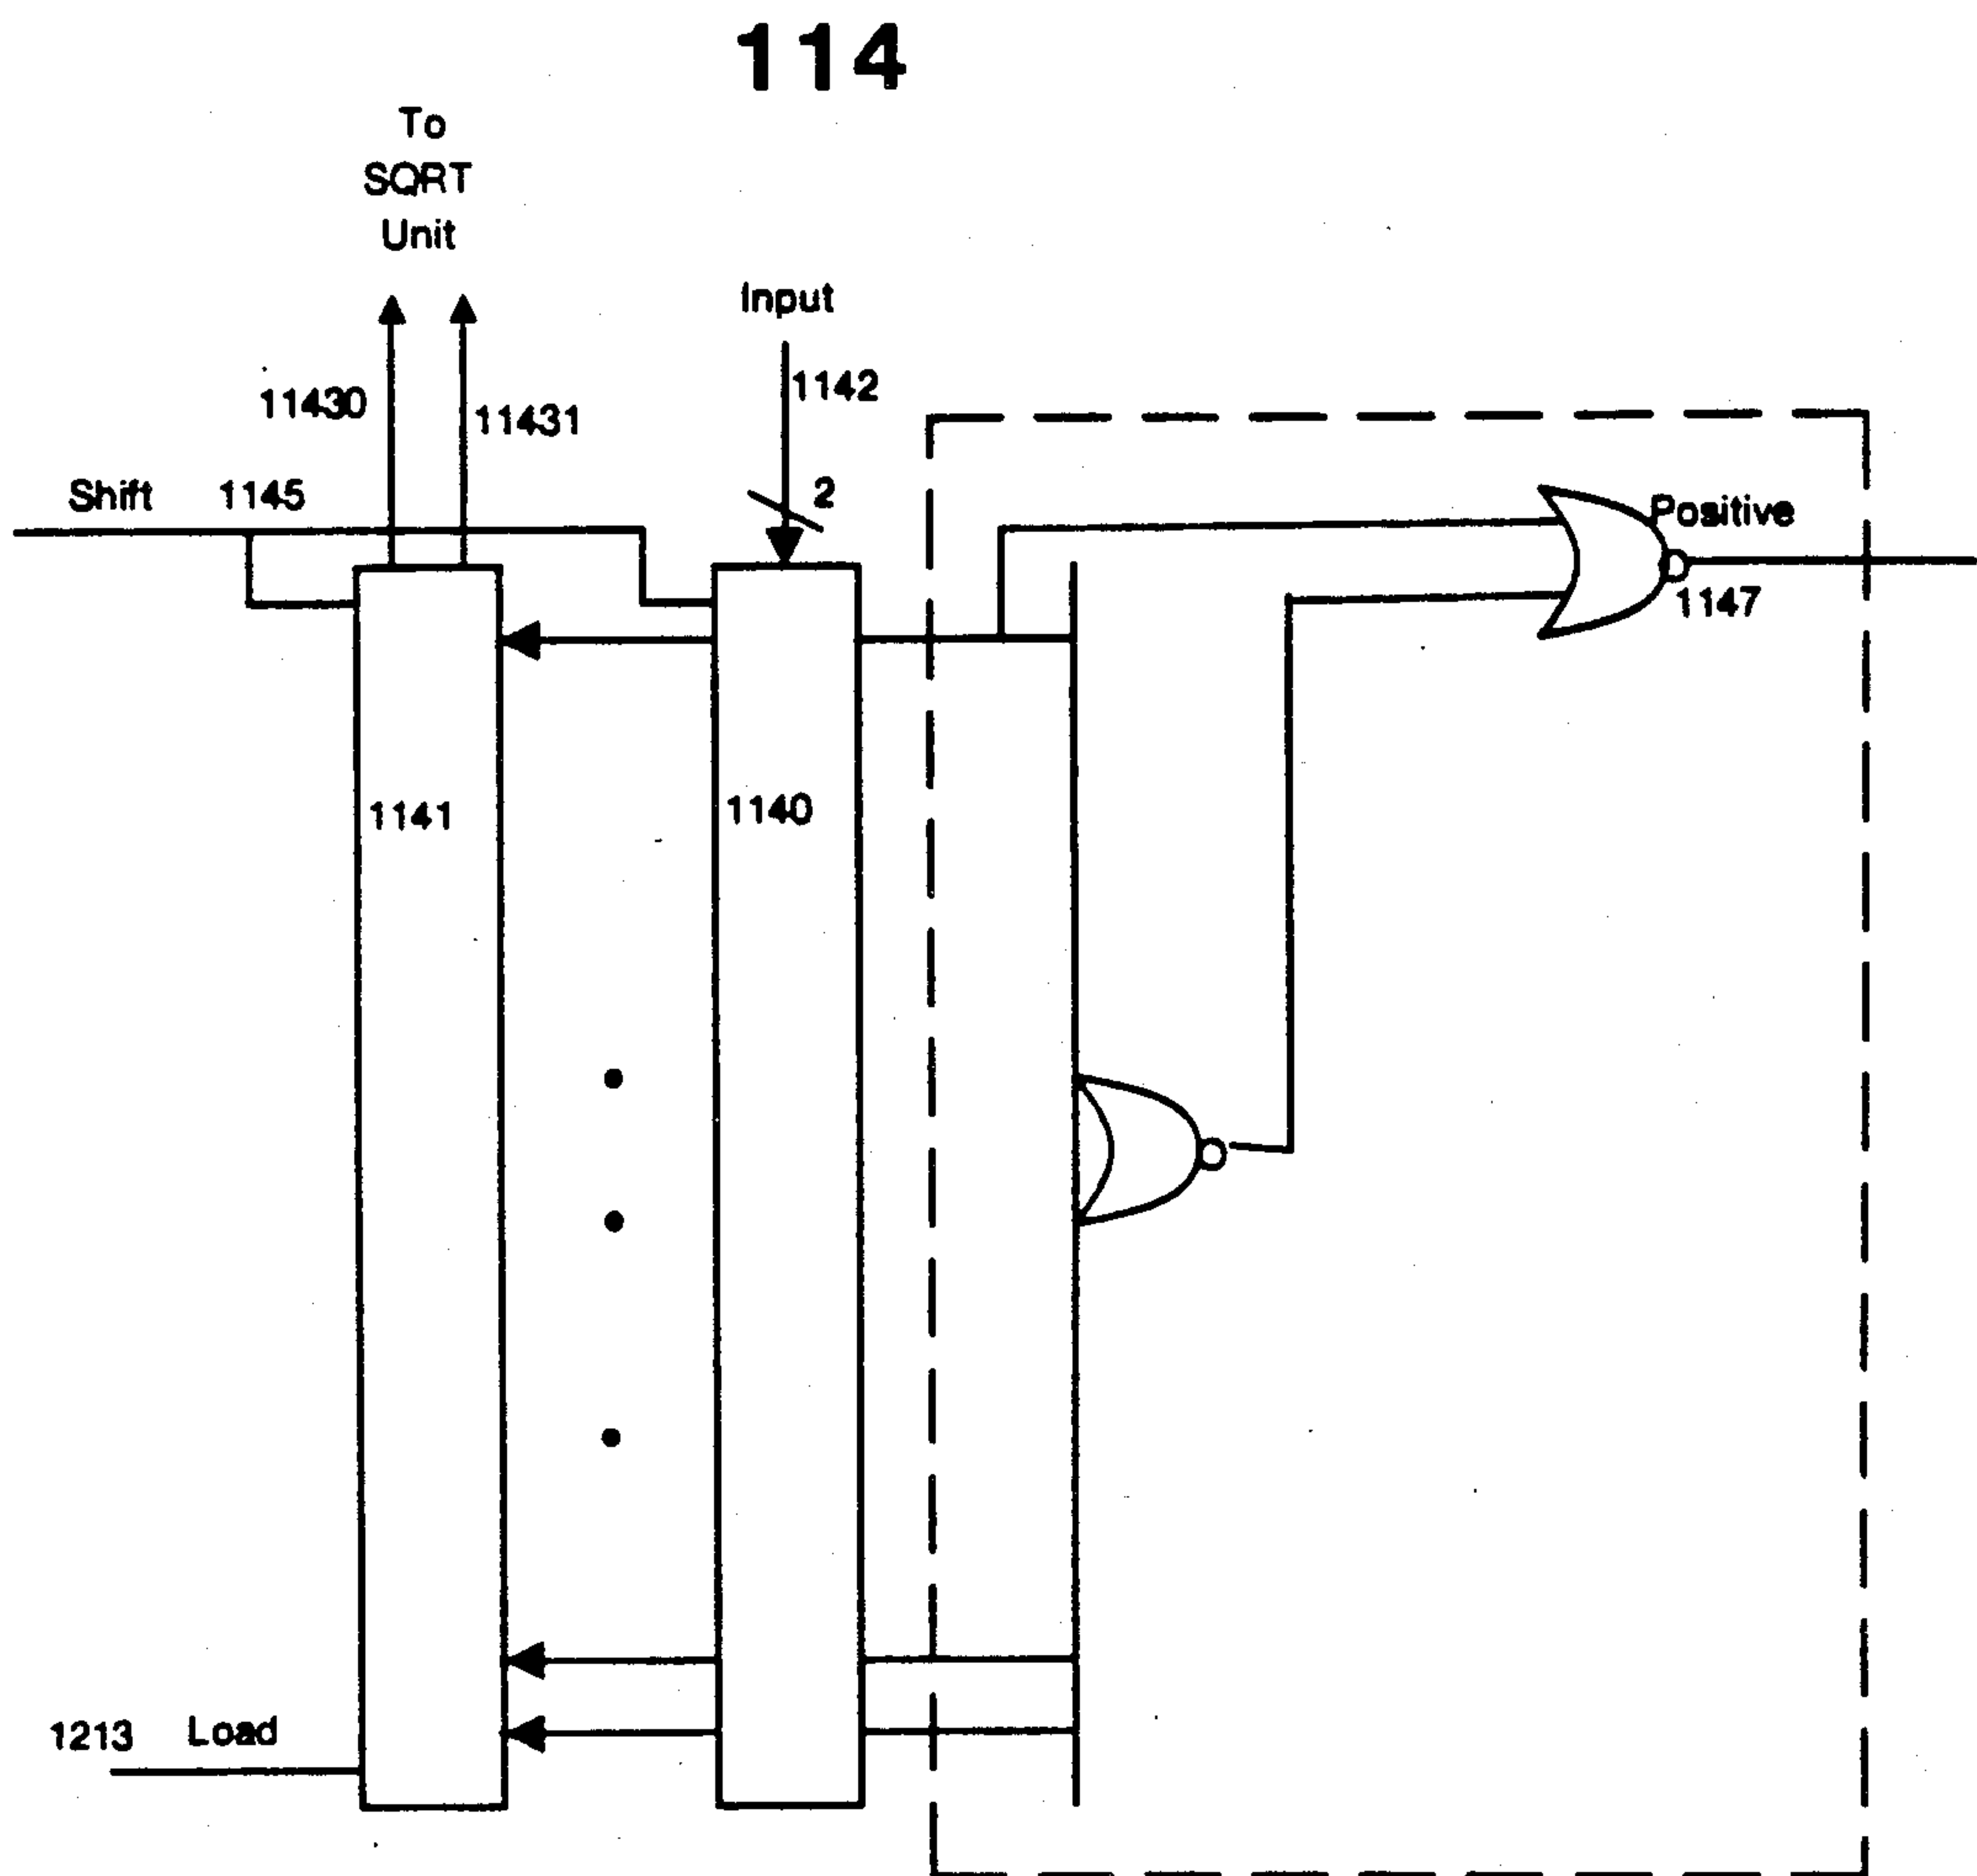 114
To
SQRT
Unit
Input
11430
11431
1142
Shift 1145
2
Positive
1147
1141
1140
1213 Load